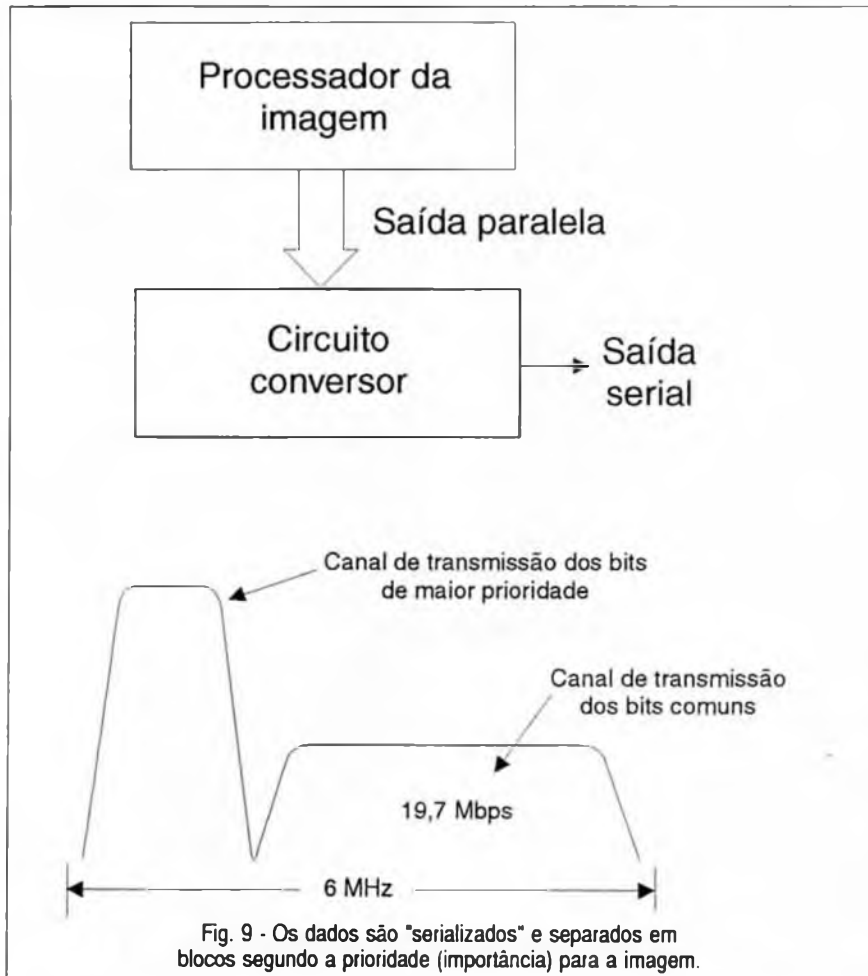 Processador da
imagem
Saída paralela
Circuito
conversor
Saída
serial
Canal de transmissão dos bits
de maior prioridade
Canal de transmissão
dos bits comuns
19,7 Mbps
6 MHz
Fig. 9 - Os dados são "serializados" e separados em
blocos segundo a prioridade (importância) para a imagem.